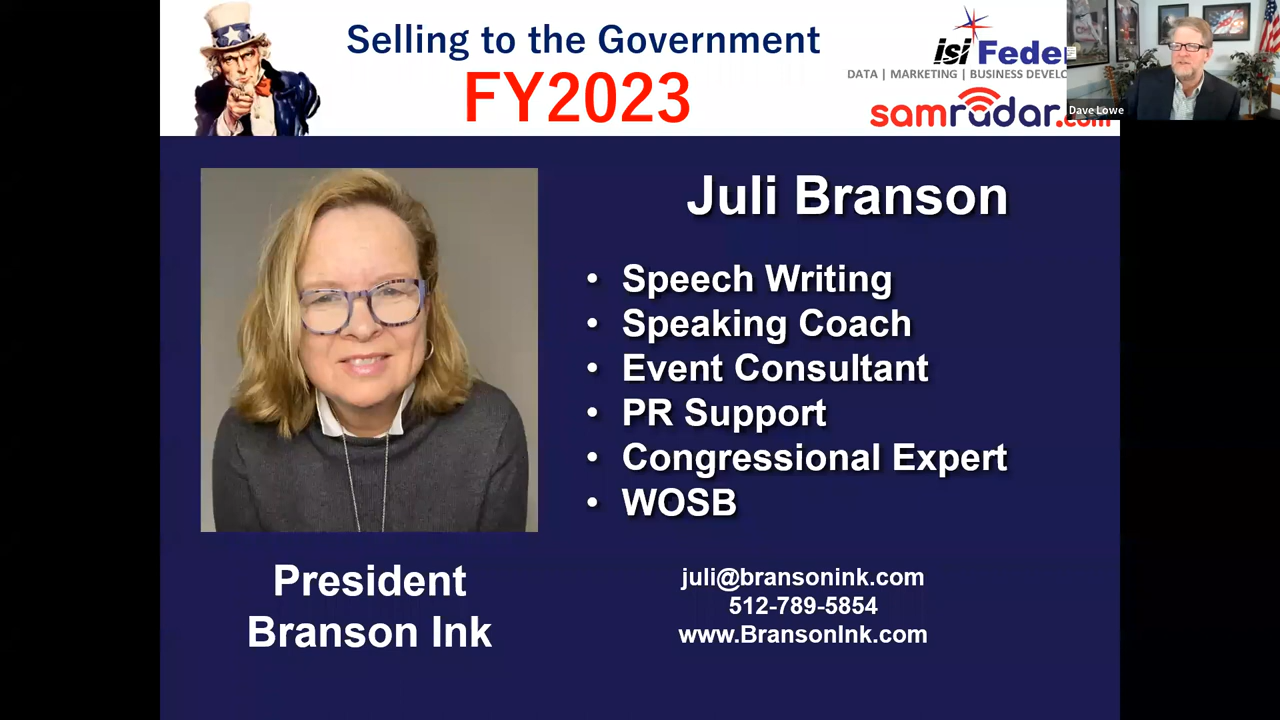 Selling to the Government
FY2023
isi Feder
DATA | MARKETING | BUSINESS DEVELO
samradar.com
Dave Lowe
Juli Branson
• Speech Writing
• Speaking Coach
• Event Consultant
• PR Support
• Congressional Expert
• WOSB
President
Branson Ink
juli@bransonink.com
512-789-5854
www.BransonInk.com